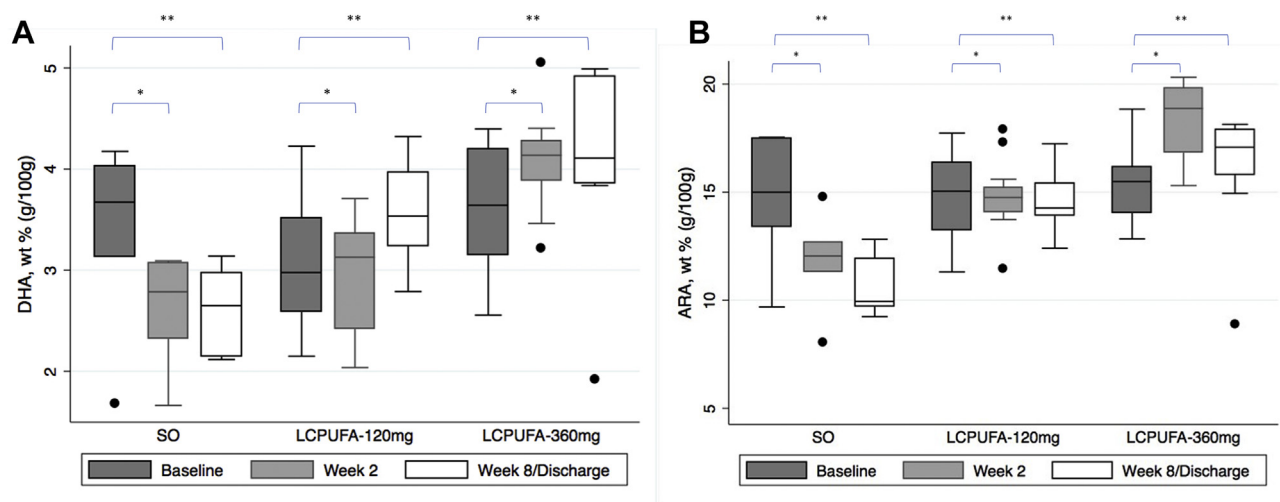 A
** ** **
* * *
DHA, wt % (g/100g)
5
4
3
2
SO LCPUFA-120mg LCPUFA-360mg
Baseline Week 2 Week 8/Discharge
B
** ** **
* * *
ARA, wt % (g/100g)
20
15
10
5
SO LCPUFA-120mg LCPUFA-360mg
Baseline Week 2 Week 8/Discharge